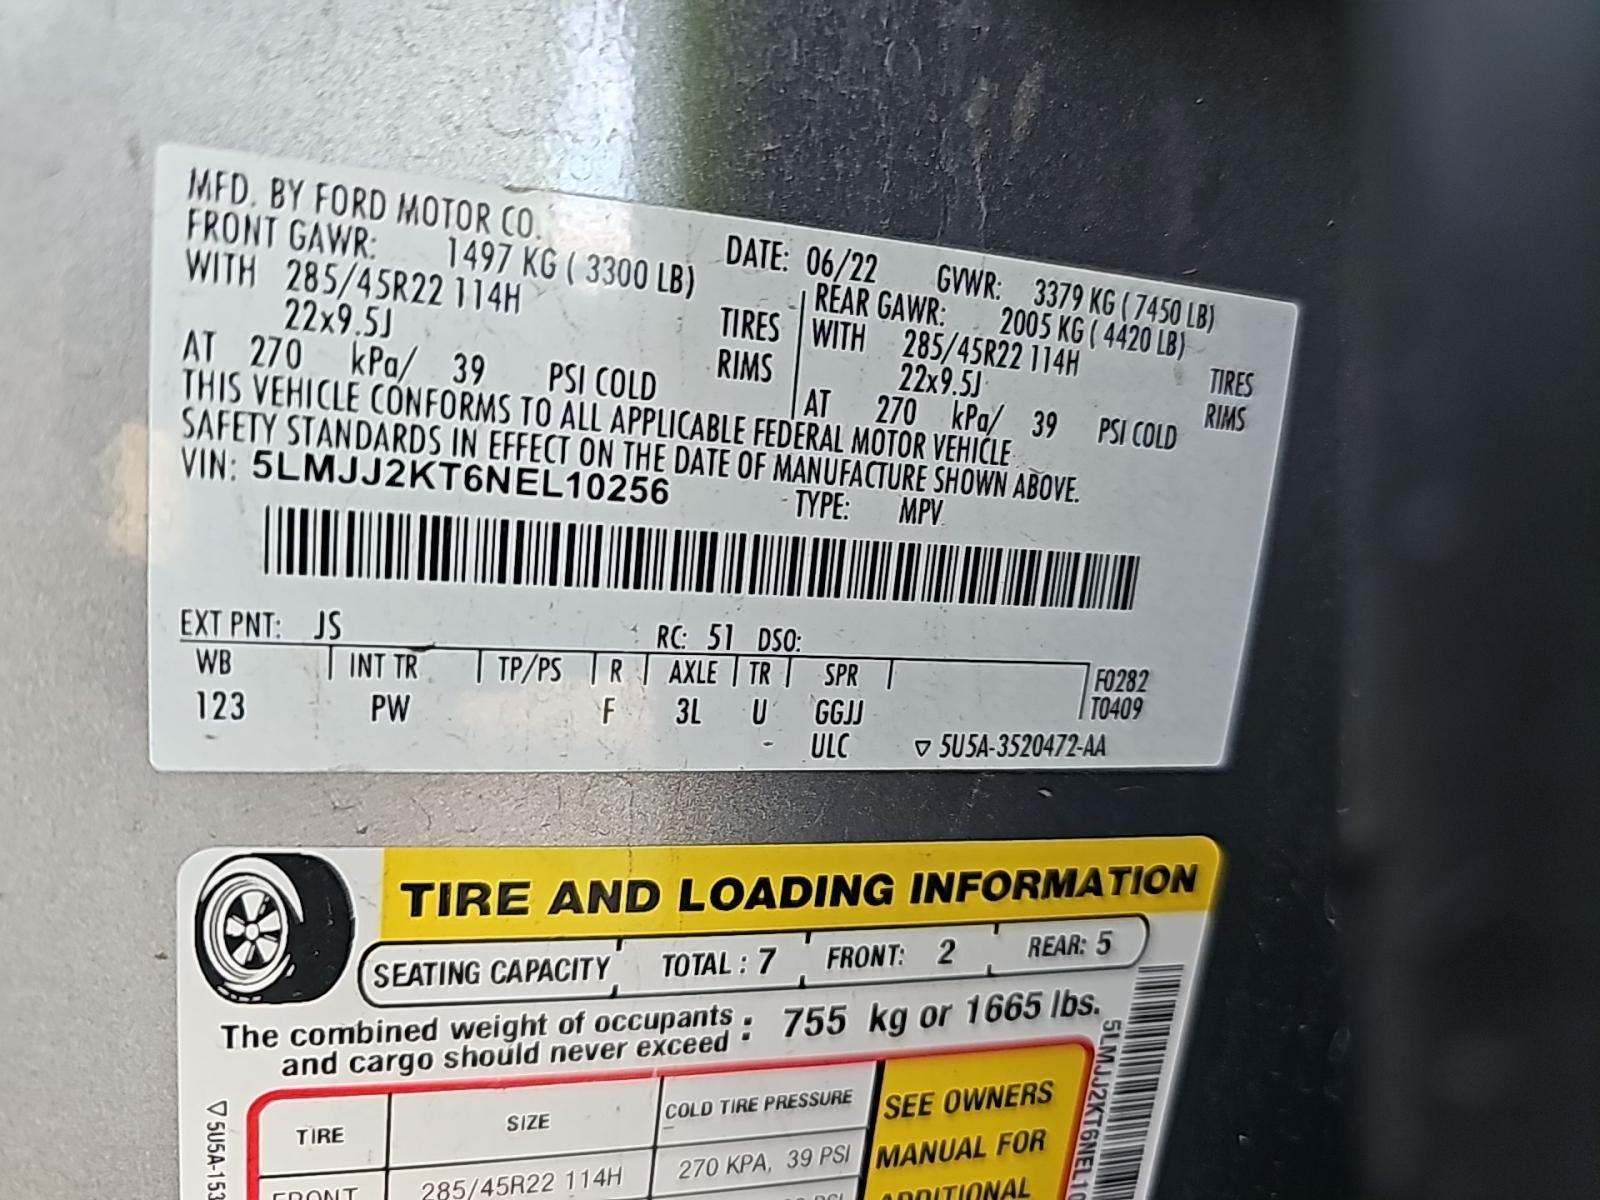 MFD. BY FORD MOTOR CO.
DATE: 06/22 GVWR: 3379 KG ( 7450 LB)
FRONT GAWR: 1497 KG ( 3300 LB)
WITH 285/45R22 114H TIRES
22x9.5J RIMS
AT 270 kPa/ 39 PSI COLD
REAR GAWR: 2005 KG ( 4420 LB)
WITH 285/45R22 114H TIRES
22x9.5J RIMS
AT 270 kPa/ 39 PSI COLD
THIS VEHICLE CONFORMS TO ALL APPLICABLE FEDERAL MOTOR VEHICLE
SAFETY STANDARDS IN EFFECT ON THE DATE OF MANUFACTURE SHOWN ABOVE.
VIN: 5LMJJ2KT6NEL10256 TYPE: MPV
EXT PNT: JS RC: 51 DSO:
WB INT TR TP/PS R AXLE TR SPR F0282
123 PW F 3L U GGJJ T0409
- ULC ▽ 5U5A-3520472-AA
TIRE AND LOADING INFORMATION
SEATING CAPACITY TOTAL : 7 FRONT: 2 REAR: 5
The combined weight of occupants
and cargo should never exceed : 755 kg or 1665 lbs.
TIRE SIZE COLD TIRE PRESSURE
FRONT 285/45R22 114H 270 KPA, 39 PSI
SEE OWNERS
MANUAL FOR
ADDITIONAL
▽ 5U5A-153
5LMJJ2KT6NEL10